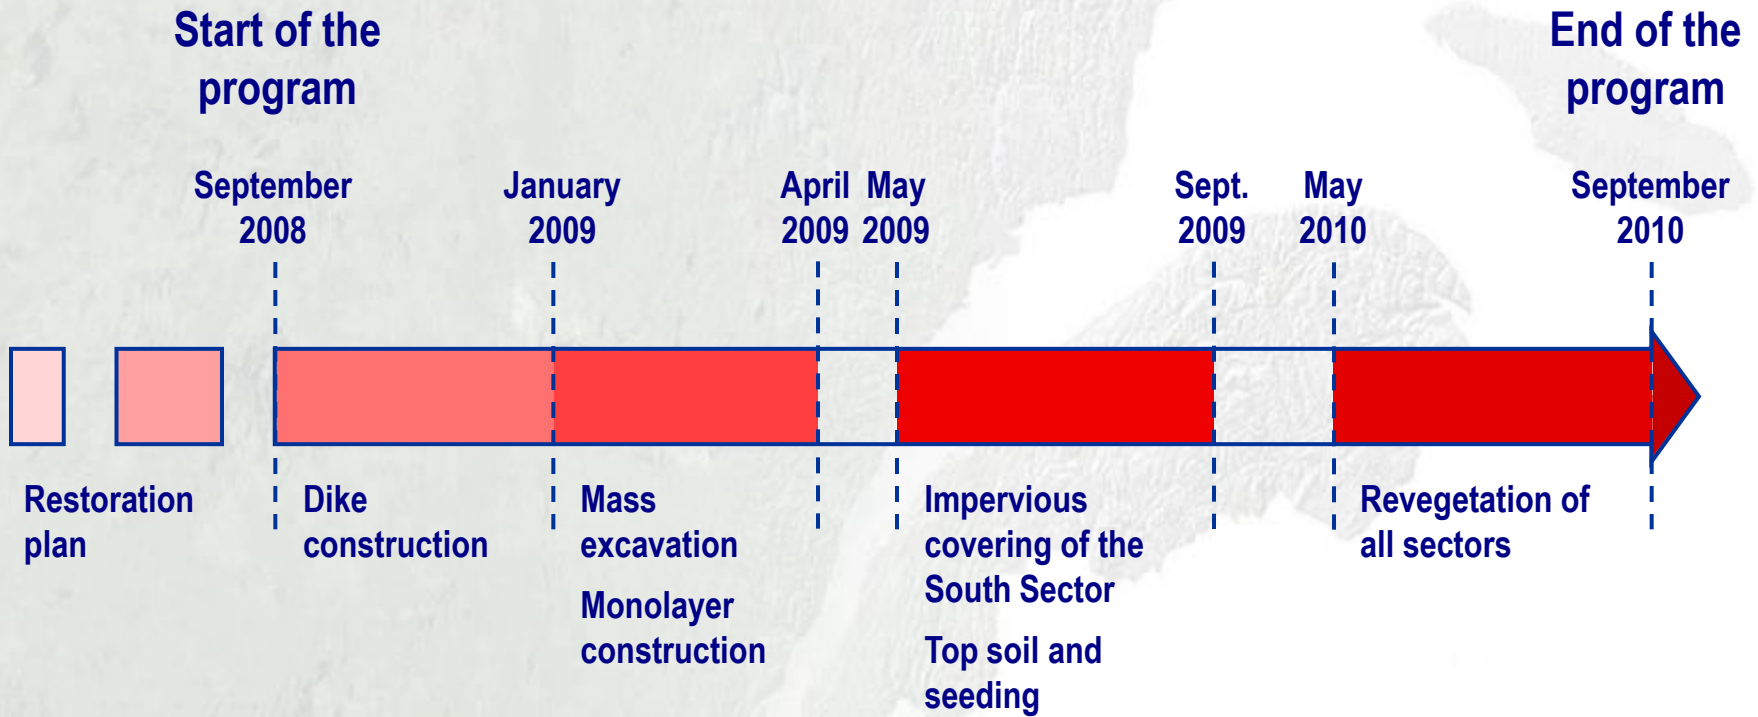 Start of the
program
End of the
program
September
2008
January
2009
April
2009
May
2009
Sept.
2009
May
2010
September
2010
Restoration
plan
Dike
construction
Mass
excavation
Monolayer
construction
Impervious
covering of the
South Sector
Top soil and
seeding
Revegetation of
all sectors